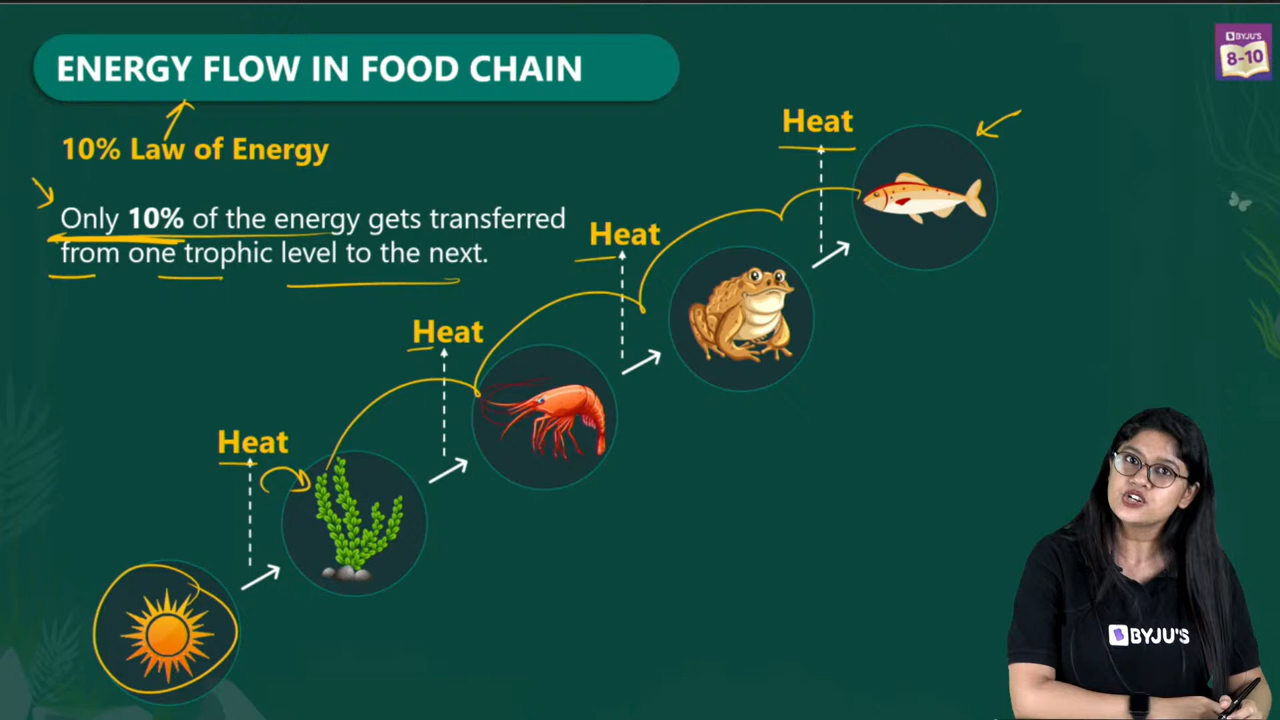 ENERGY FLOW IN FOOD CHAIN
BYJU'S
8-10
10% Law of Energy
Only 10% of the energy gets transferred
from one trophic level to the next.
Heat
Heat
Heat
Heat
BYJU'S